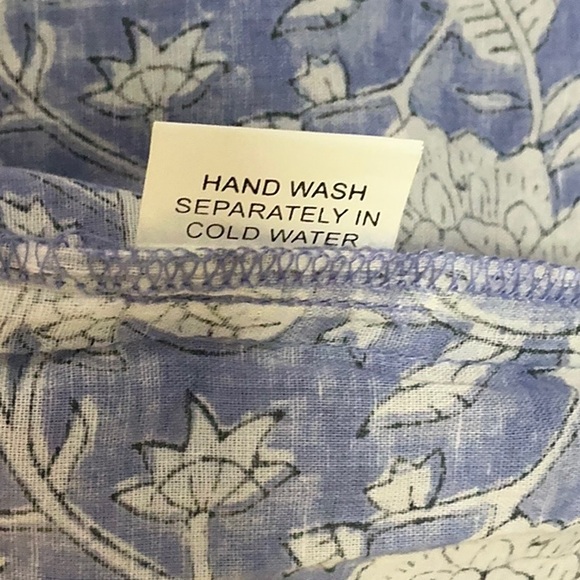 HAND WASH
SEPARATELY IN
COLD WATER